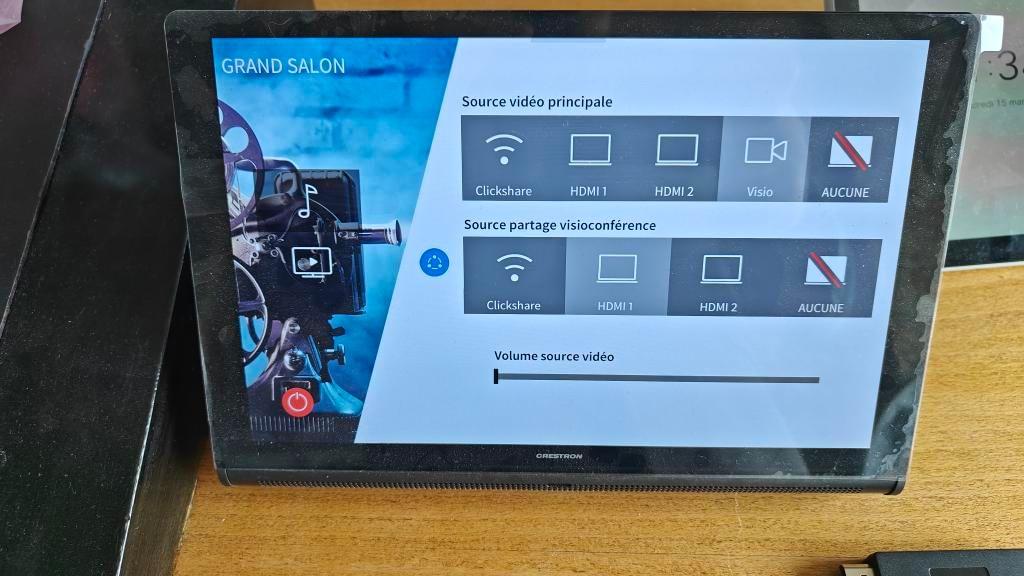 GRAND SALON
Source vidéo principale
Clickshare HDMI 1 HDMI 2 Visio AUCUNE
Source partage visioconférence
Clickshare HDMI 1 HDMI 2 AUCUNE
Volume source vidéo
CRESTRON